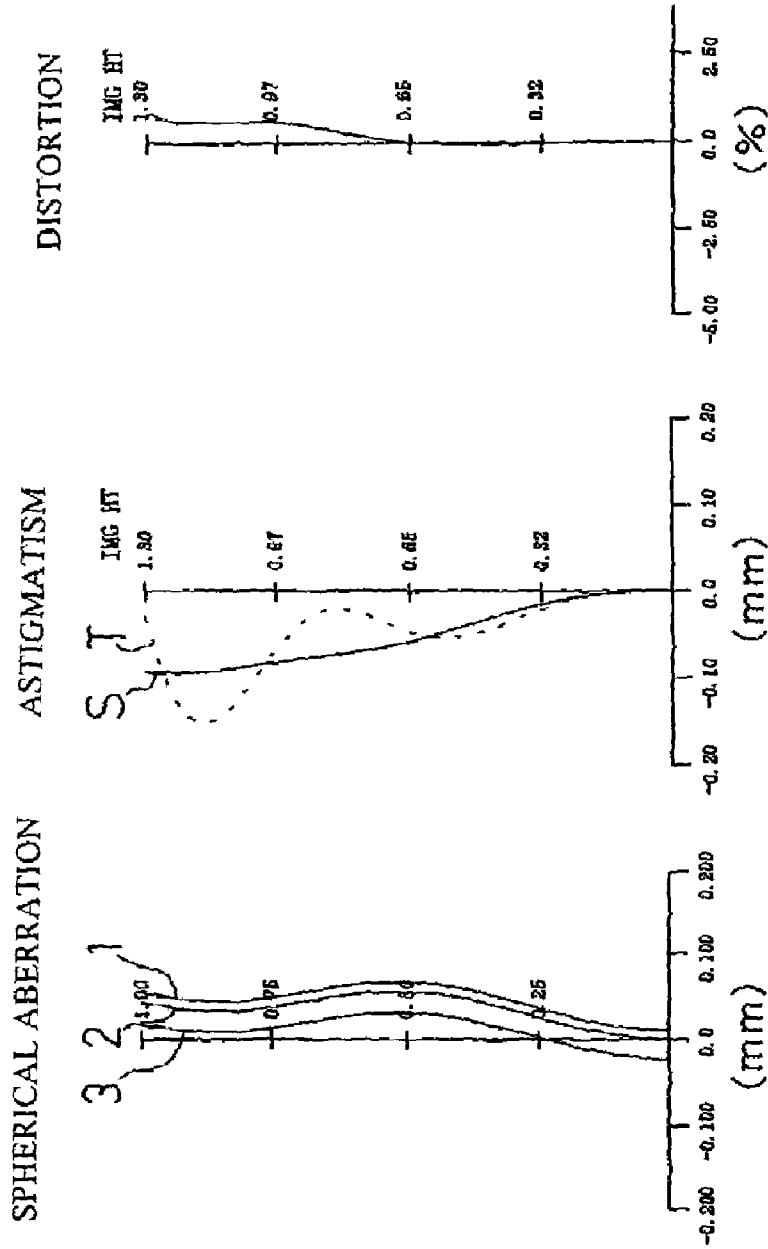 SPHERICAL ABERRATION
3 2 1
1.00
0.75
0.50
0.25
-0.200 -0.100 0.0 0.100 0.200
(mm)
ASTIGMATISM
IMG HT
S T
1.30
0.97
0.65
0.32
-0.20 -0.10 0.0 0.10 0.20
(mm)
DISTORTION
IMG HT
1.30
0.97
0.65
0.32
-5.00 -2.50 0.0 2.50
(%)